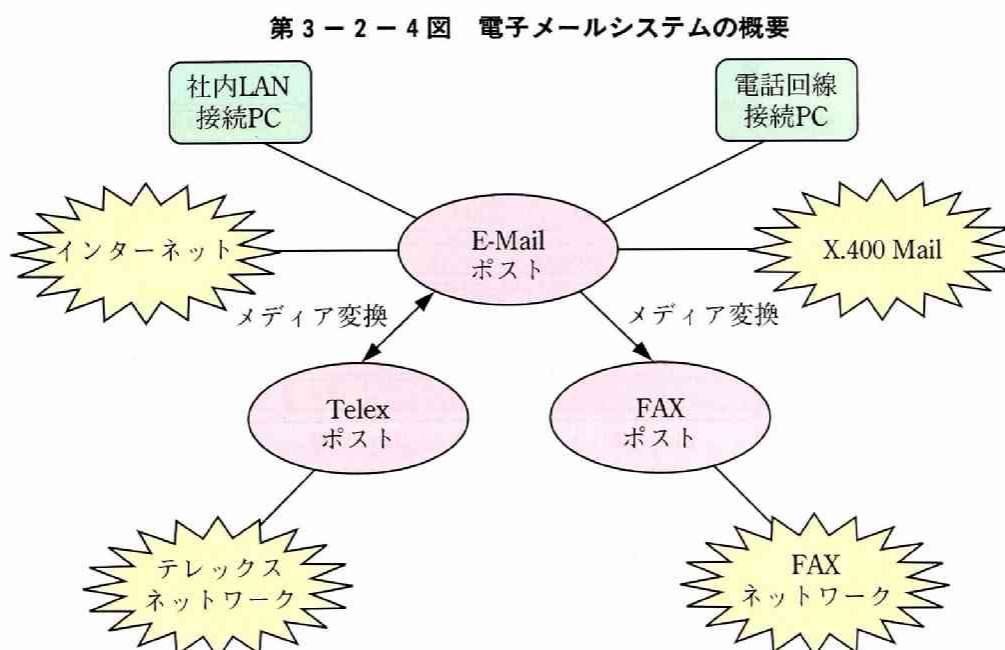 第3－2－4図　電子メールシステムの概要
社内LAN
接続PC
電話回線
接続PC
インターネット
E-Mail
ポスト
X.400 Mail
メディア変換
メディア変換
Telex
ポスト
FAX
ポスト
テレックス
ネットワーク
FAX
ネットワーク